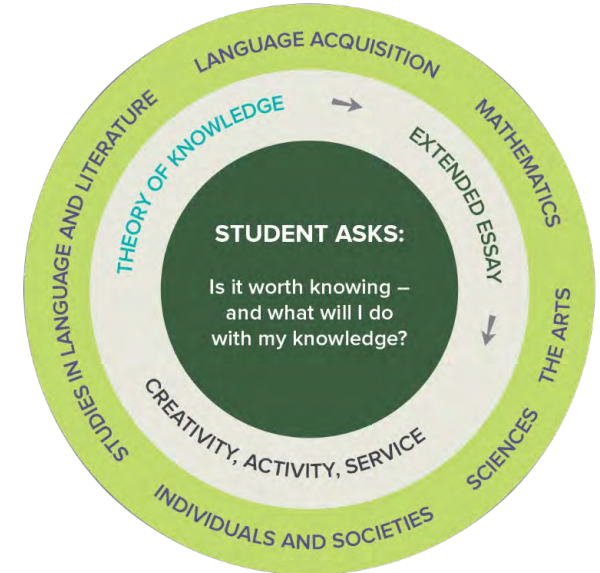 LANGUAGE ACQUISITION
MATHEMATICS
THE ARTS
SCIENCES
INDIVIDUALS AND SOCIETIES
STUDIES IN LANGUAGE AND LITERATURE
THEORY OF KNOWLEDGE
EXTENDED ESSAY
CREATIVITY, ACTIVITY, SERVICE
STUDENT ASKS:
Is it worth knowing –
and what will I do
with my knowledge?